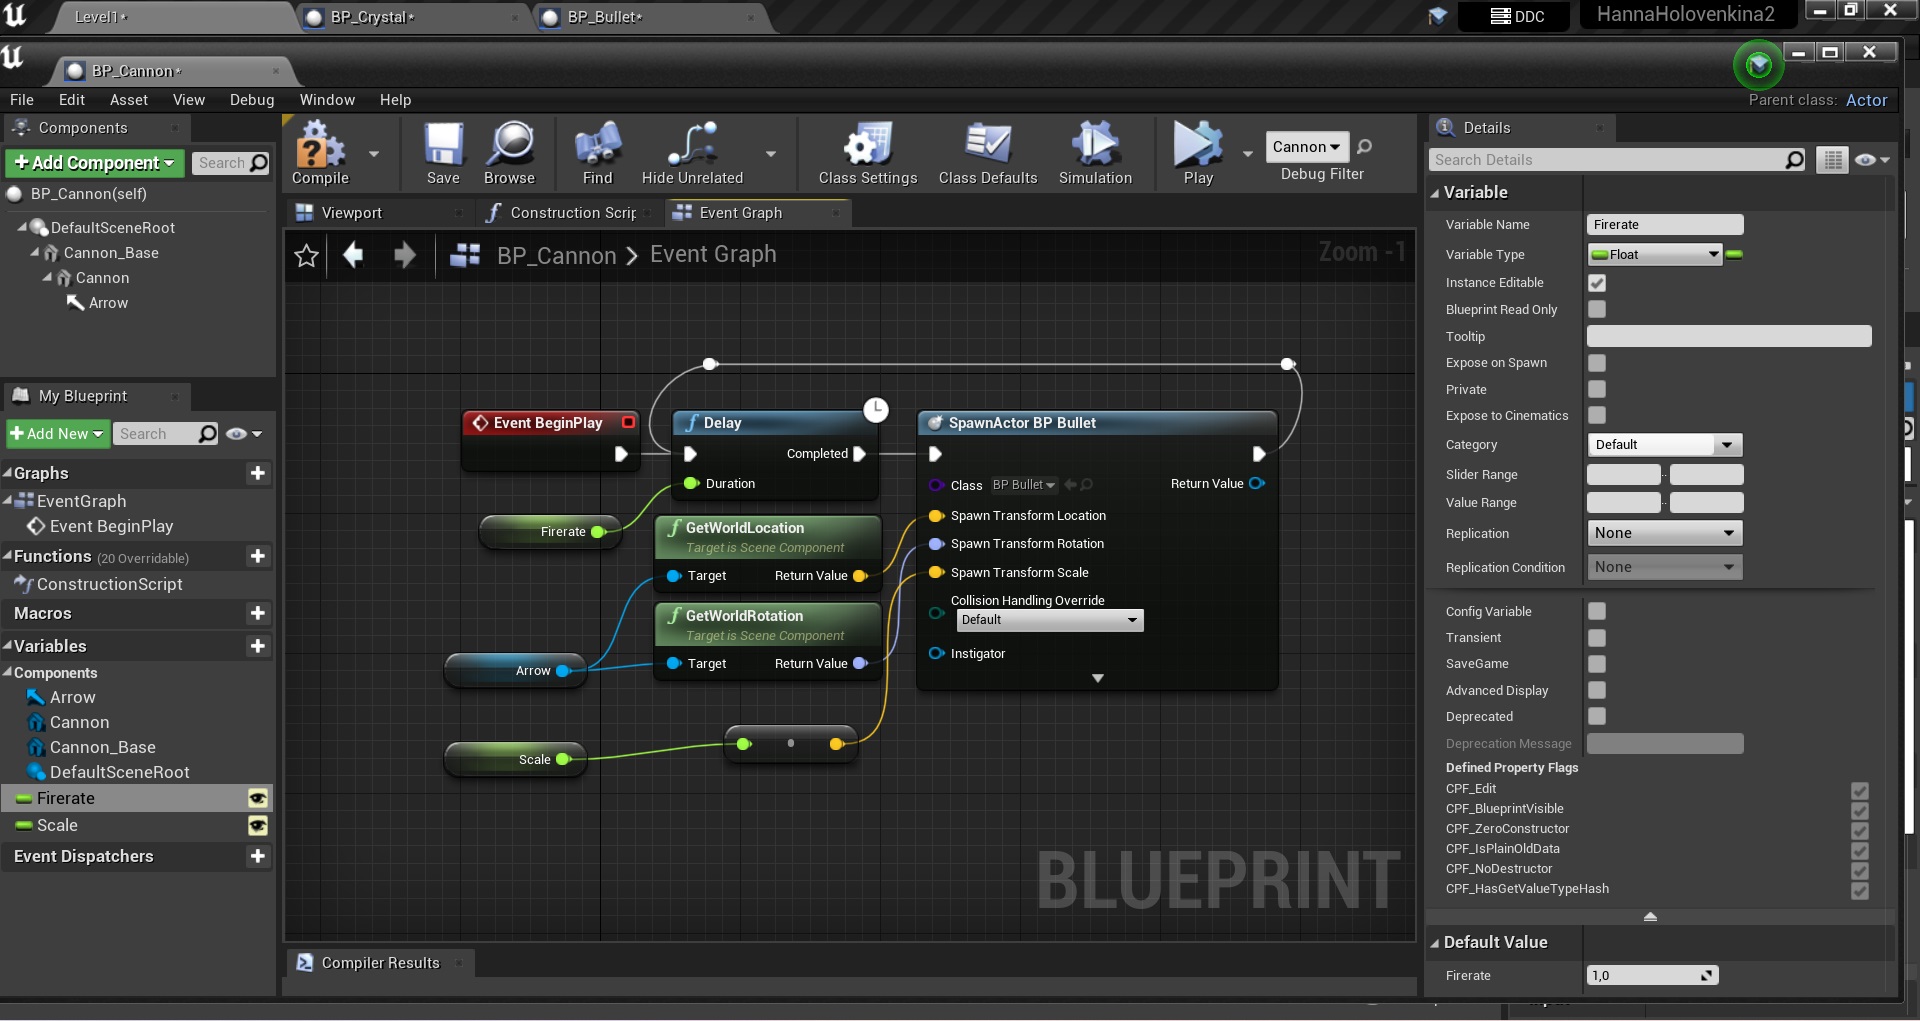 Level1*
BP_Crystal*
BP_Bullet*
DDC
HannaHolovenkina2
BP_Cannon*
File Edit Asset View Debug Window Help
Parent class: Actor
Components
Add Component
Search
BP_Cannon(self)
DefaultSceneRoot
Cannon_Base
Cannon
Arrow
My Blueprint
Add New
Search
Graphs
EventGraph
Event BeginPlay
Functions (20 Overridable)
ConstructionScript
Macros
Variables
Components
Arrow
Cannon
Cannon_Base
DefaultSceneRoot
Firerate
Scale
Event Dispatchers
Compile
Save
Browse
Find
Hide Unrelated
Class Settings
Class Defaults
Simulation
Play
Cannon
Debug Filter
Viewport
Construction Scrip
Event Graph
BP_Cannon > Event Graph
Zoom -1
Event BeginPlay
Delay
Completed
Duration
Firerate
GetWorldLocation
Target is Scene Component
Target Return Value
GetWorldRotation
Target is Scene Component
Target Return Value
Arrow
Scale
SpawnActor BP Bullet
Class BP Bullet
Return Value
Spawn Transform Location
Spawn Transform Rotation
Spawn Transform Scale
Collision Handling Override
Default
Instigator
BLUEPRINT
Compiler Results
Details
Search Details
Variable
Variable Name Firerate
Variable Type Float
Instance Editable
Blueprint Read Only
Tooltip
Expose on Spawn
Private
Expose to Cinematics
Category Default
Slider Range
Value Range
Replication None
Replication Condition None
Config Variable
Transient
SaveGame
Advanced Display
Deprecated
Deprecation Message
Defined Property Flags
CPF_Edit
CPF_BlueprintVisible
CPF_ZeroConstructor
CPF_IsPlainOldData
CPF_NoDestructor
CPF_HasGetValueTypeHash
Default Value
Firerate 1,0